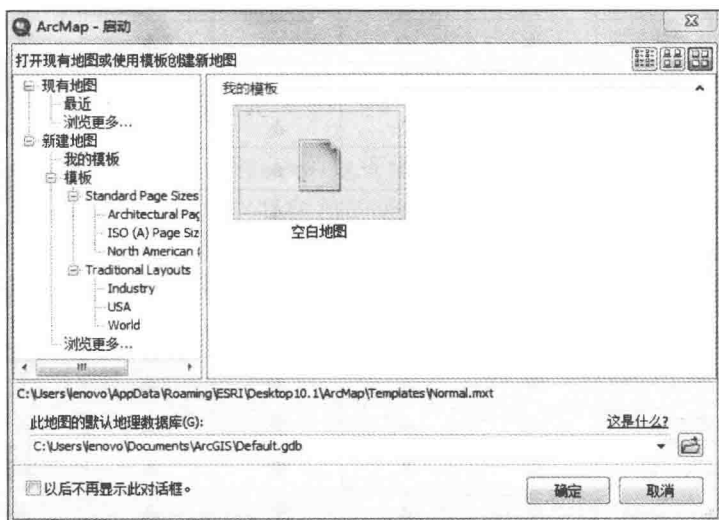 ArcMap - 启动
打开现有地图或使用模板创建新地图
现有地图
最近
浏览更多...
新建地图
我的模板
模板
Standard Page Sizes
Architectural Pag
ISO (A) Page Siz
North American (
Traditional Layouts
Industry
USA
World
浏览更多...
我的模板
空白地图
C:\Users\lenovo\AppData\Roaming\ESRI\Desktop10.1\ArcMap\Templates\Normal.mxt
此地图的默认地理数据库(G):
这是什么?
C:\Users\lenovo\Documents\ArcGIS\Default.gdb
以后不再显示此对话框。
确定
取消